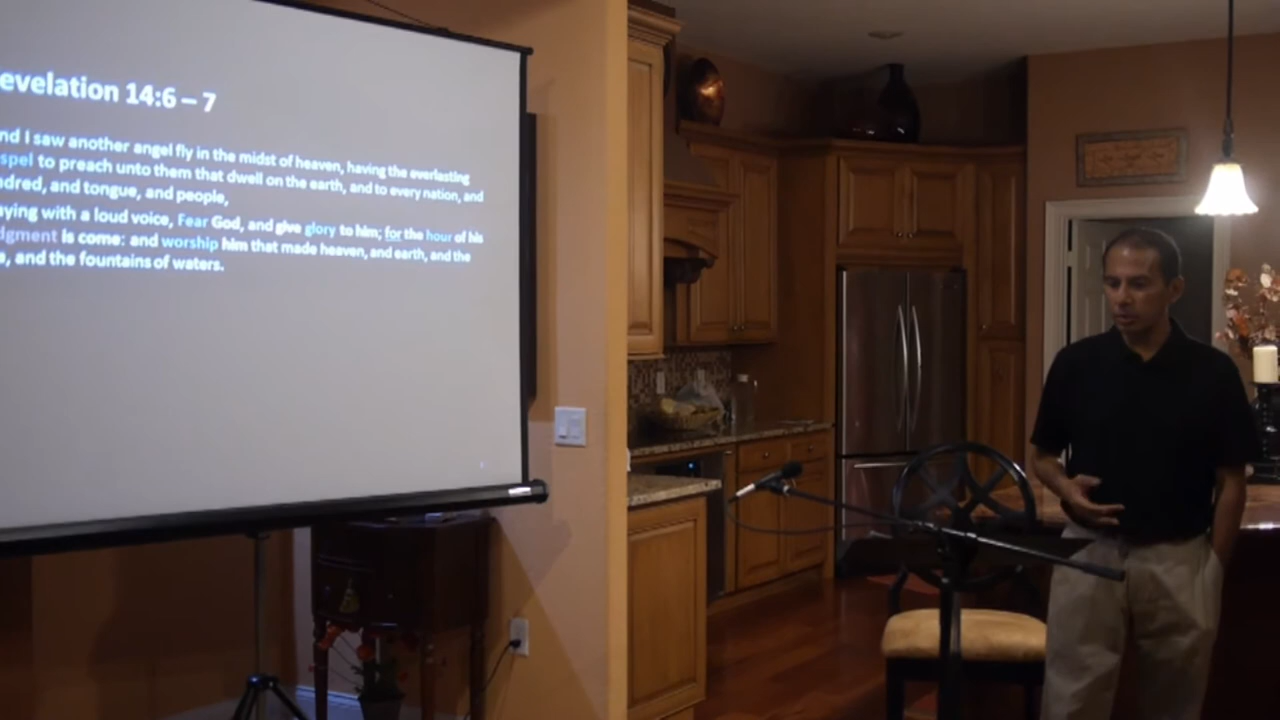 evelation 14:6 – 7
nd I saw another angel fly in the midst of heaven, having the everlasting
spel to preach unto them that dwell on the earth, and to every nation, and
ndred, and tongue, and people,
aying with a loud voice, Fear God, and give glory to him; for the hour of his
dgment is come: and worship him that made heaven, and earth, and the
a, and the fountains of waters.